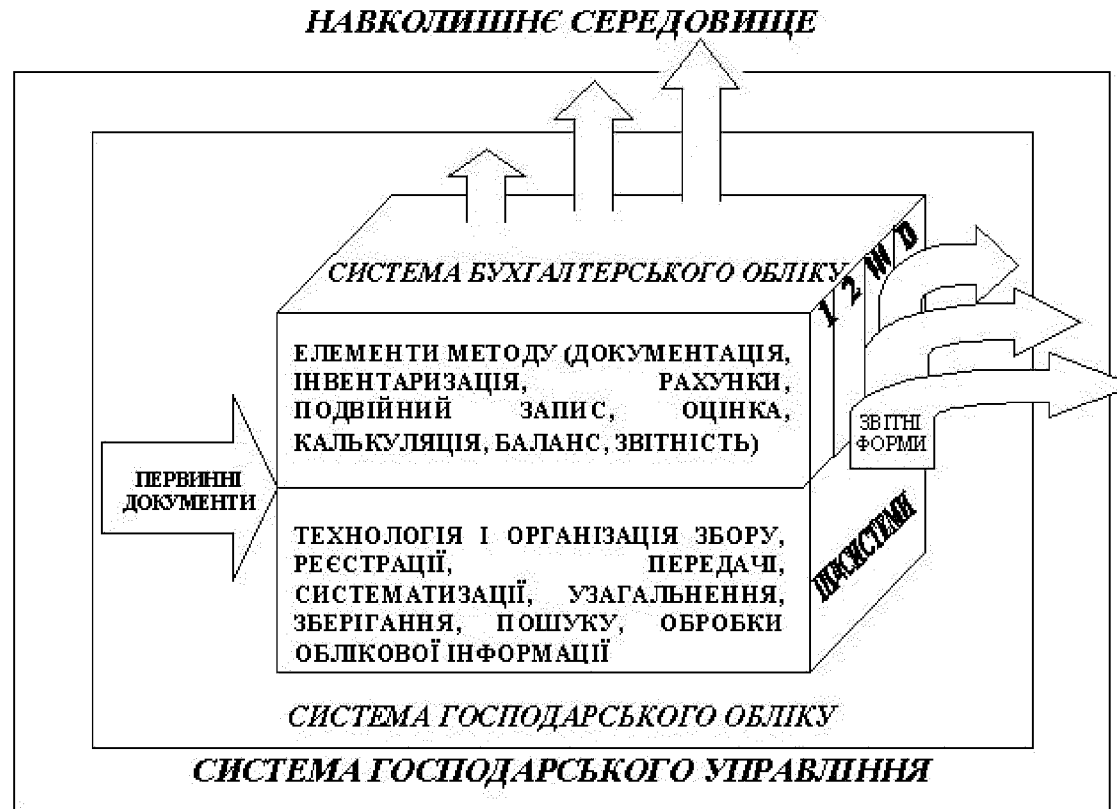 НАВКОЛИШНЄ СЕРЕДОВИЩЕ
СИСТЕМА БУХГАЛТЕРСЬКОГО ОБЛІКУ
1 2
ЕЛЕМЕНТИ МЕТОДУ (ДОКУМЕНТАЦІЯ,
ІНВЕНТАРИЗАЦІЯ, РАХУНКИ,
ПОДВІЙНИЙ ЗАПИС, ОЦІНКА,
КАЛЬКУЛЯЦІЯ, БАЛАНС, ЗВІТНІСТЬ)
ЗВІТНІ
ФОРМИ
ПЕРВИННІ
ДОКУМЕНТИ
ТЕХНОЛОГІЯ І ОРГАНІЗАЦІЯ ЗБОРУ,
РЕЄСТРАЦІЇ, ПЕРЕДАЧІ,
СИСТЕМАТИЗАЦІЇ, УЗАГАЛЬНЕННЯ,
ЗБЕРІГАННЯ, ПОШУКУ, ОБРОБКИ
ОБЛІКОВОЇ ІНФОРМАЦІЇ
СИСТЕМА ГОСПОДАРСЬКОГО ОБЛІКУ
СИСТЕМА ГОСПОДАРСЬКОГО УПРАВЛІННЯ